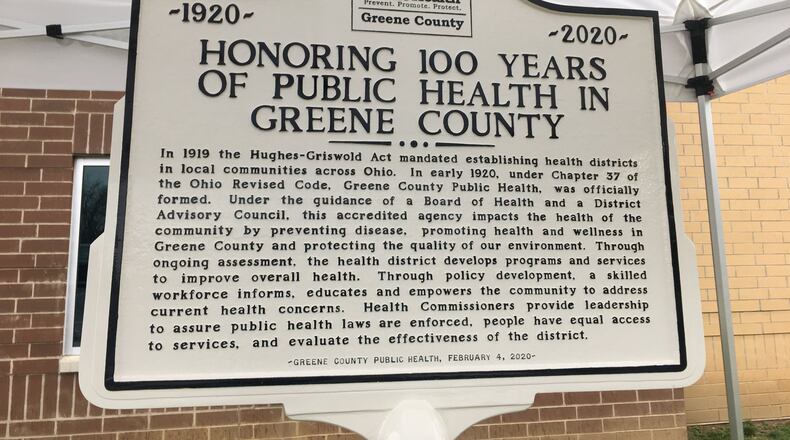 Prevent. Promote. Protect.
Greene County
~1920~
~2020~
HONORING 100 YEARS
OF PUBLIC HEALTH IN
GREENE COUNTY
In 1919 the Hughes-Griswold Act mandated establishing health districts
in local communities across Ohio. In early 1920, under Chapter 37 of
the Ohio Revised Code, Greene County Public Health, was officially
formed. Under the guidance of a Board of Health and a District
Advisory Council, this accredited agency impacts the health of the
community by preventing disease, promoting health and wellness in
Greene County and protecting the quality of our environment. Through
ongoing assessment, the health district develops programs and services
to improve overall health. Through policy development, a skilled
workforce informs, educates and empowers the community to address
current health concerns. Health Commissioners provide leadership
to assure public health laws are enforced, people have equal access
to services, and evaluate the effectiveness of the district.
~GREENE COUNTY PUBLIC HEALTH, FEBRUARY 4, 2020~